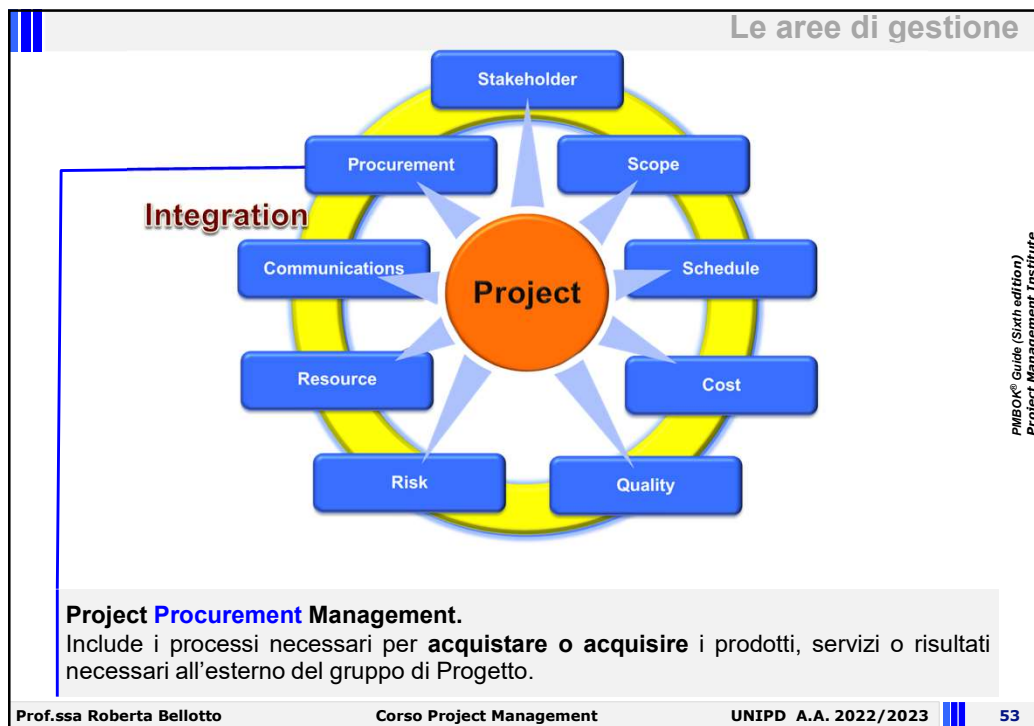 Le aree di gestione
Stakeholder
Procurement
Scope
Integration
Communications
Schedule
Project
Resource
Cost
Risk
Quality
PMBOK® Guide (Sixth edition)
Project Management Institute
Project Procurement Management.
Include i processi necessari per acquistare o acquisire i prodotti, servizi o risultati
necessari all’esterno del gruppo di Progetto.
Prof.ssa Roberta Bellotto Corso Project Management UNIPD A.A. 2022/2023 53